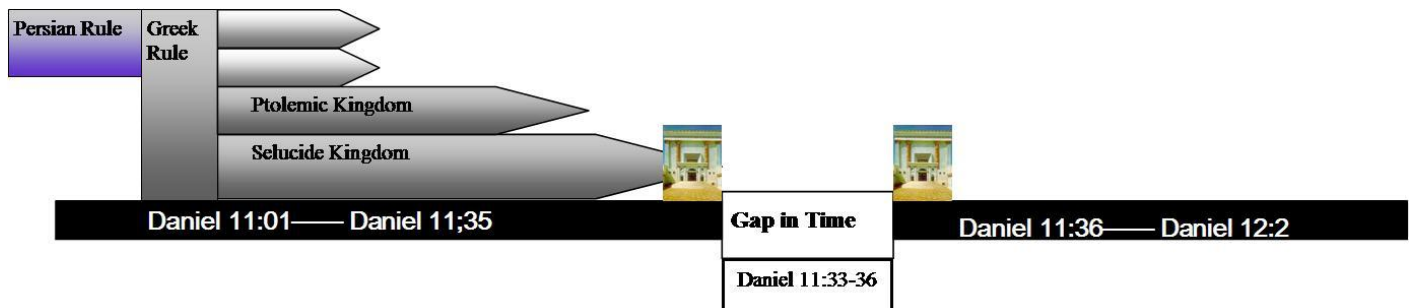 Persian Rule
Greek
Rule
Ptolemic Kingdom
Selucide Kingdom
Daniel 11:01—— Daniel 11;35
Gap in Time
Daniel 11:36—— Daniel 12:2
Daniel 11:33-36